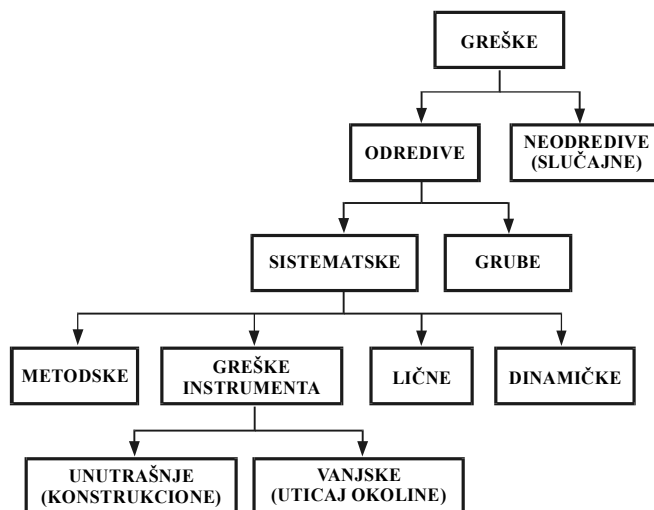 GREŠKE
ODREDIVE
NEODREDIVE
(SLUČAJNE)
SISTEMATSKE
GRUBE
METODSKE
GREŠKE
INSTRUMENTA
LIČNE
DINAMIČKE
UNUTRAŠNJE
(KONSTRUKCIONE)
VANJSKE
(UTICAJ OKOLINE)